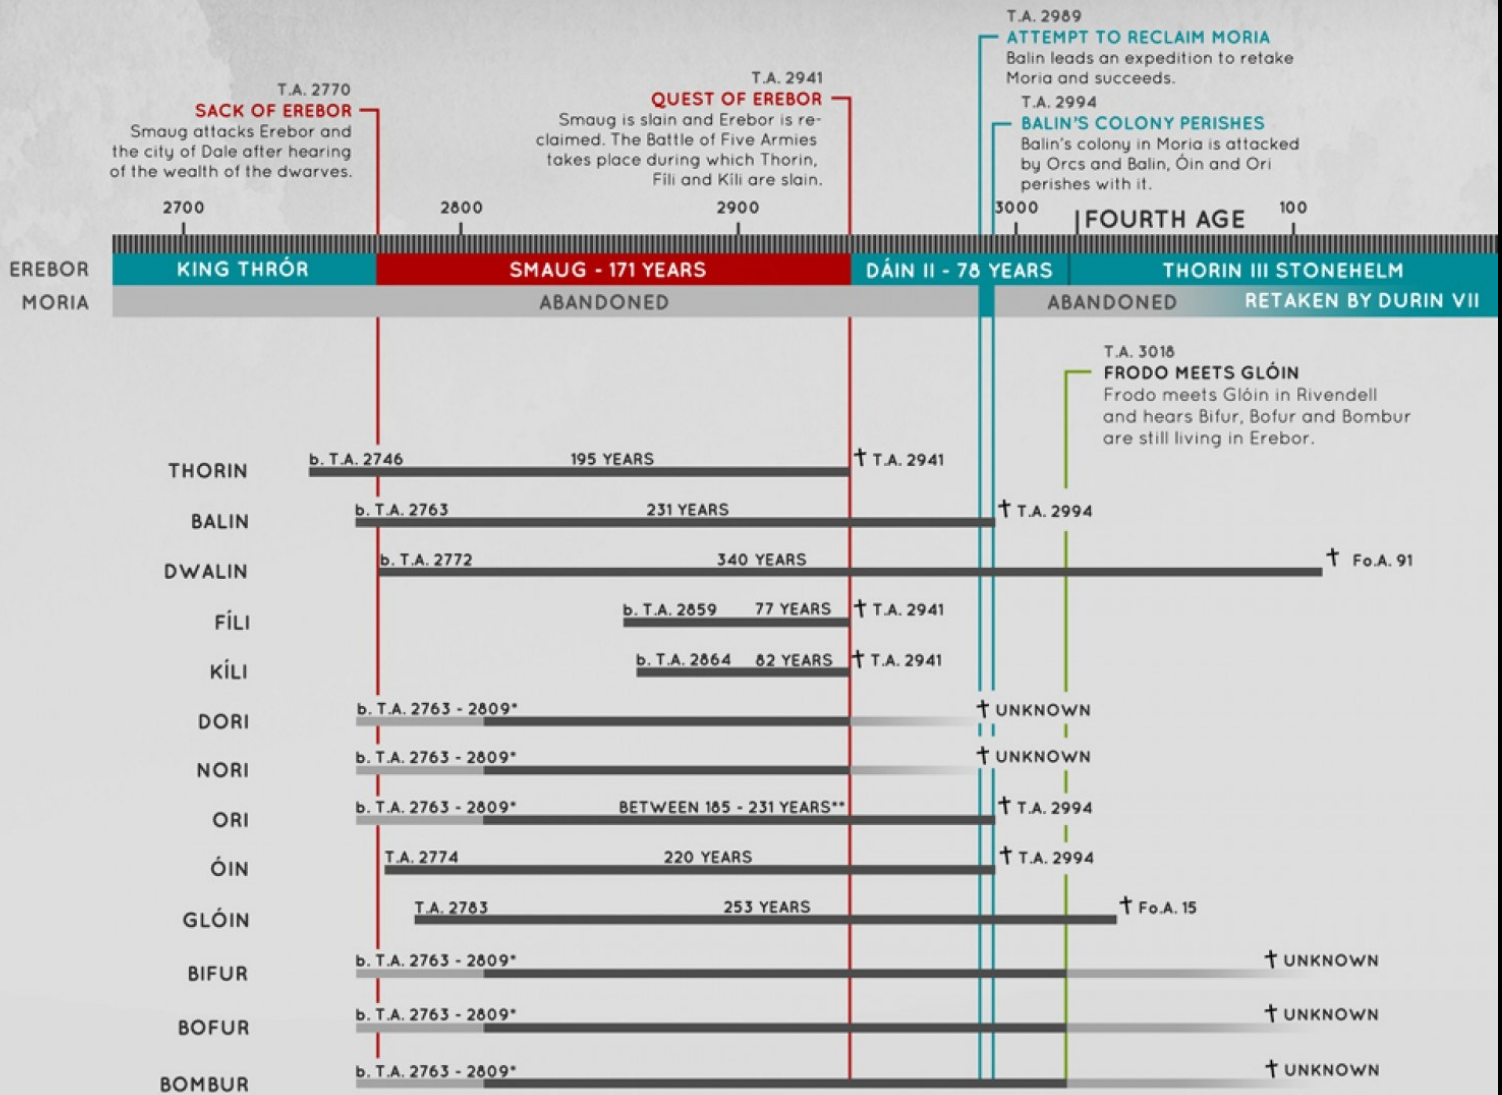 T.A. 2989
ATTEMPT TO RECLAIM MORIA
Balin leads an expedition to retake
Moria and succeeds.
T.A. 2770
SACK OF EREBOR
Smaug attacks Erebor and
the city of Dale after hearing
of the wealth of the dwarves.
T.A. 2941
QUEST OF EREBOR
Smaug is slain and Erebor is re-
claimed. The Battle of Five Armies
takes place during which Thorin,
Fíli and Kíli are slain.
T.A. 2994
BALIN'S COLONY PERISHES
Balin's colony in Moria is attacked
by Orcs and Balin, Óin and Ori
perishes with it.
2700 2800 2900 3000 FOURTH AGE 100
EREBOR KING THRÓR SMAUG - 171 YEARS DÁIN II - 78 YEARS THORIN III STONEHELM
MORIA ABANDONED ABANDONED RETAKEN BY DURIN VII
T.A. 3018
FRODO MEETS GLÓIN
Frodo meets Glóin in Rivendell
and hears Bifur, Bofur and Bombur
are still living in Erebor.
THORIN b. T.A. 2746 195 YEARS † T.A. 2941
BALIN b. T.A. 2763 231 YEARS † T.A. 2994
DWALIN b. T.A. 2772 340 YEARS † Fo.A. 91
FÍLI b. T.A. 2859 77 YEARS † T.A. 2941
KÍLI b. T.A. 2864 82 YEARS † T.A. 2941
DORI b. T.A. 2763 - 2809* † UNKNOWN
NORI b. T.A. 2763 - 2809* † UNKNOWN
ORI b. T.A. 2763 - 2809* BETWEEN 185 - 231 YEARS** † T.A. 2994
ÓIN T.A. 2774 220 YEARS † T.A. 2994
GLÓIN T.A. 2783 253 YEARS † Fo.A. 15
BIFUR b. T.A. 2763 - 2809* † UNKNOWN
BOFUR b. T.A. 2763 - 2809* † UNKNOWN
BOMBUR b. T.A. 2763 - 2809* † UNKNOWN